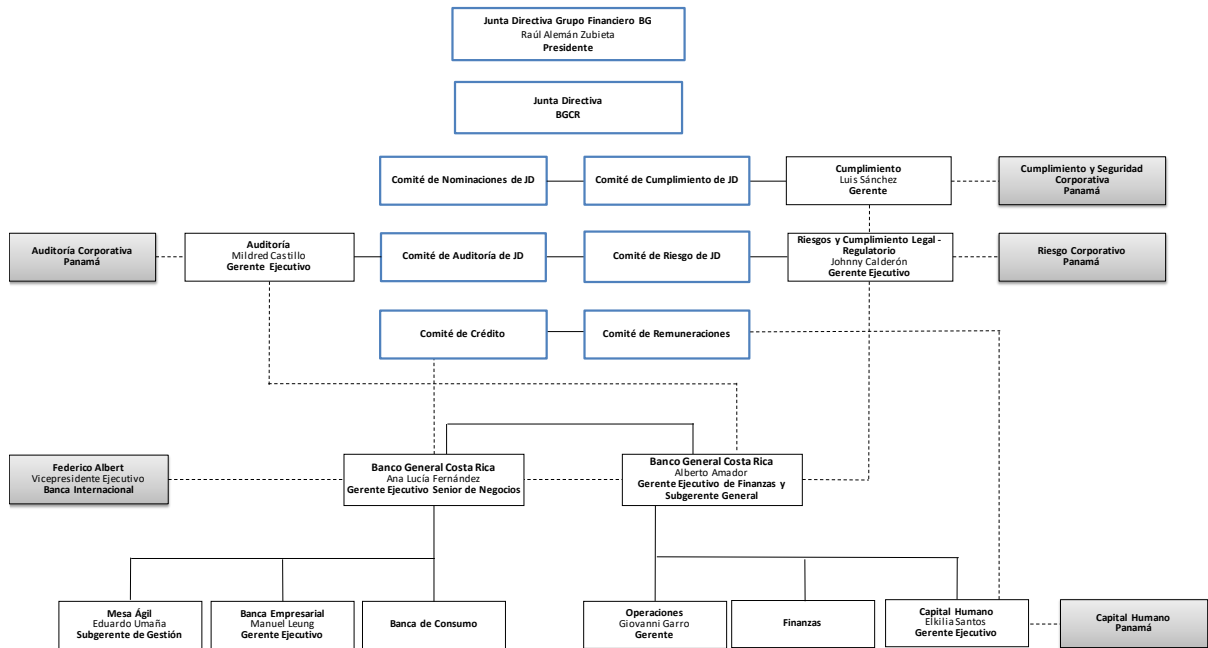 Junta Directiva Grupo Financiero BG
Raúl Alemán Zubieta
Presidente
Junta Directiva
BGCR
Comité de Nominaciones de JD
Comité de Cumplimiento de JD
Cumplimiento
Luis Sánchez
Gerente
Cumplimiento y Seguridad
Corporativa
Panamá
Auditoría Corporativa
Panamá
Auditoría
Mildred Castillo
Gerente Ejecutivo
Comité de Auditoría de JD
Comité de Riesgo de JD
Riesgos y Cumplimiento Legal -
Regulatorio
Johnny Calderón
Gerente Ejecutivo
Riesgo Corporativo
Panamá
Comité de Crédito
Comité de Remuneraciones
Federico Albert
Vicepresidente Ejecutivo
Banca Internacional
Banco General Costa Rica
Ana Lucía Fernández
Gerente Ejecutivo Senior de Negocios
Banco General Costa Rica
Alberto Amador
Gerente Ejecutivo de Finanzas y
Subgerente General
Mesa Ágil
Eduardo Umaña
Subgerente de Gestión
Banca Empresarial
Manuel Leung
Gerente Ejecutivo
Banca de Consumo
Operaciones
Giovanni Garro
Gerente
Finanzas
Capital Humano
Elkilia Santos
Gerente Ejecutivo
Capital Humano
Panamá